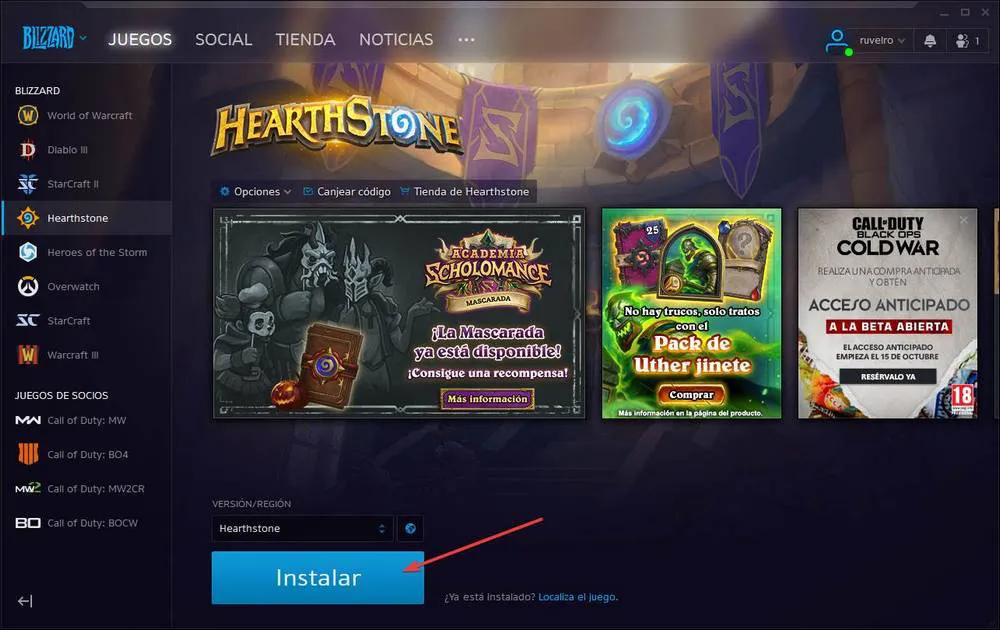 BLIZZARD
JUEGOS
SOCIAL
TIENDA
NOTICIAS
ruveiro
1
BLIZZARD
World of Warcraft
Diablo III
StarCraft II
Hearthstone
Heroes of the Storm
Overwatch
StarCraft
Warcraft III
JUEGOS DE SOCIOS
Call of Duty: MW
Call of Duty: BO4
Call of Duty: MW2CR
Call of Duty: BOCW
HEARTHSTONE
Opciones
Canjear código
Tienda de Hearthstone
ACADEMIA
SCHOLOMANCE
MASCARADA
¡La Mascarada
ya está disponible!
¡Consigue una recompensa!
Más información
25
No hay trucos, solo tratos
con el
Pack de
Uther jinete
Comprar
Más información en la página del producto.
CALL OF DUTY
BLACK OPS
COLD WAR
REALIZA UNA COMPRA ANTICIPADA
Y OBTÉN
ACCESO ANTICIPADO
A LA BETA ABIERTA
EL ACCESO ANTICIPADO
EMPIEZA EL 15 DE OCTUBRE
RESÉRVALO YA
18
VERSIÓN/REGIÓN
Hearthstone
Instalar
¿Ya está instalado? Localiza el juego.